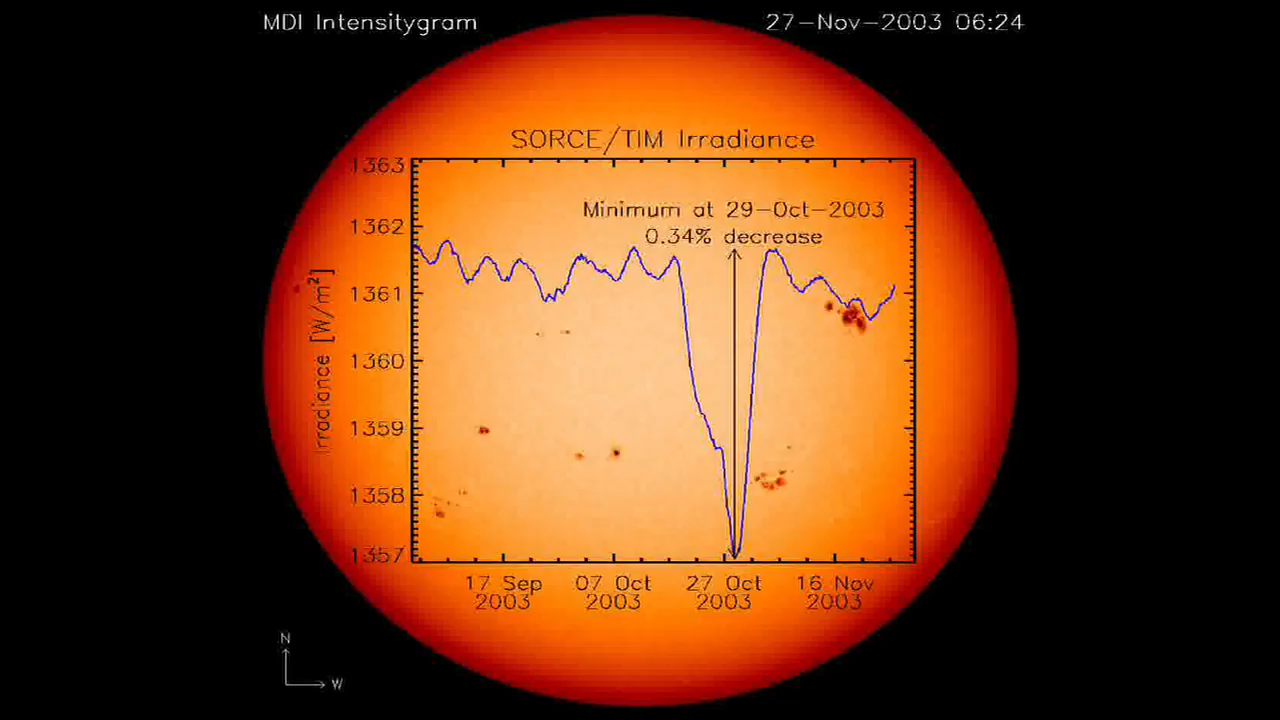 MDI Intensitygram
27-Nov-2003 06:24
SORCE/TIM Irradiance
Minimum at 29-Oct-2003
0.34% decrease
Irradiance [W/m²]
1363
1362
1361
1360
1359
1358
1357
17 Sep
2003
07 Oct
2003
27 Oct
2003
16 Nov
2003
N
W